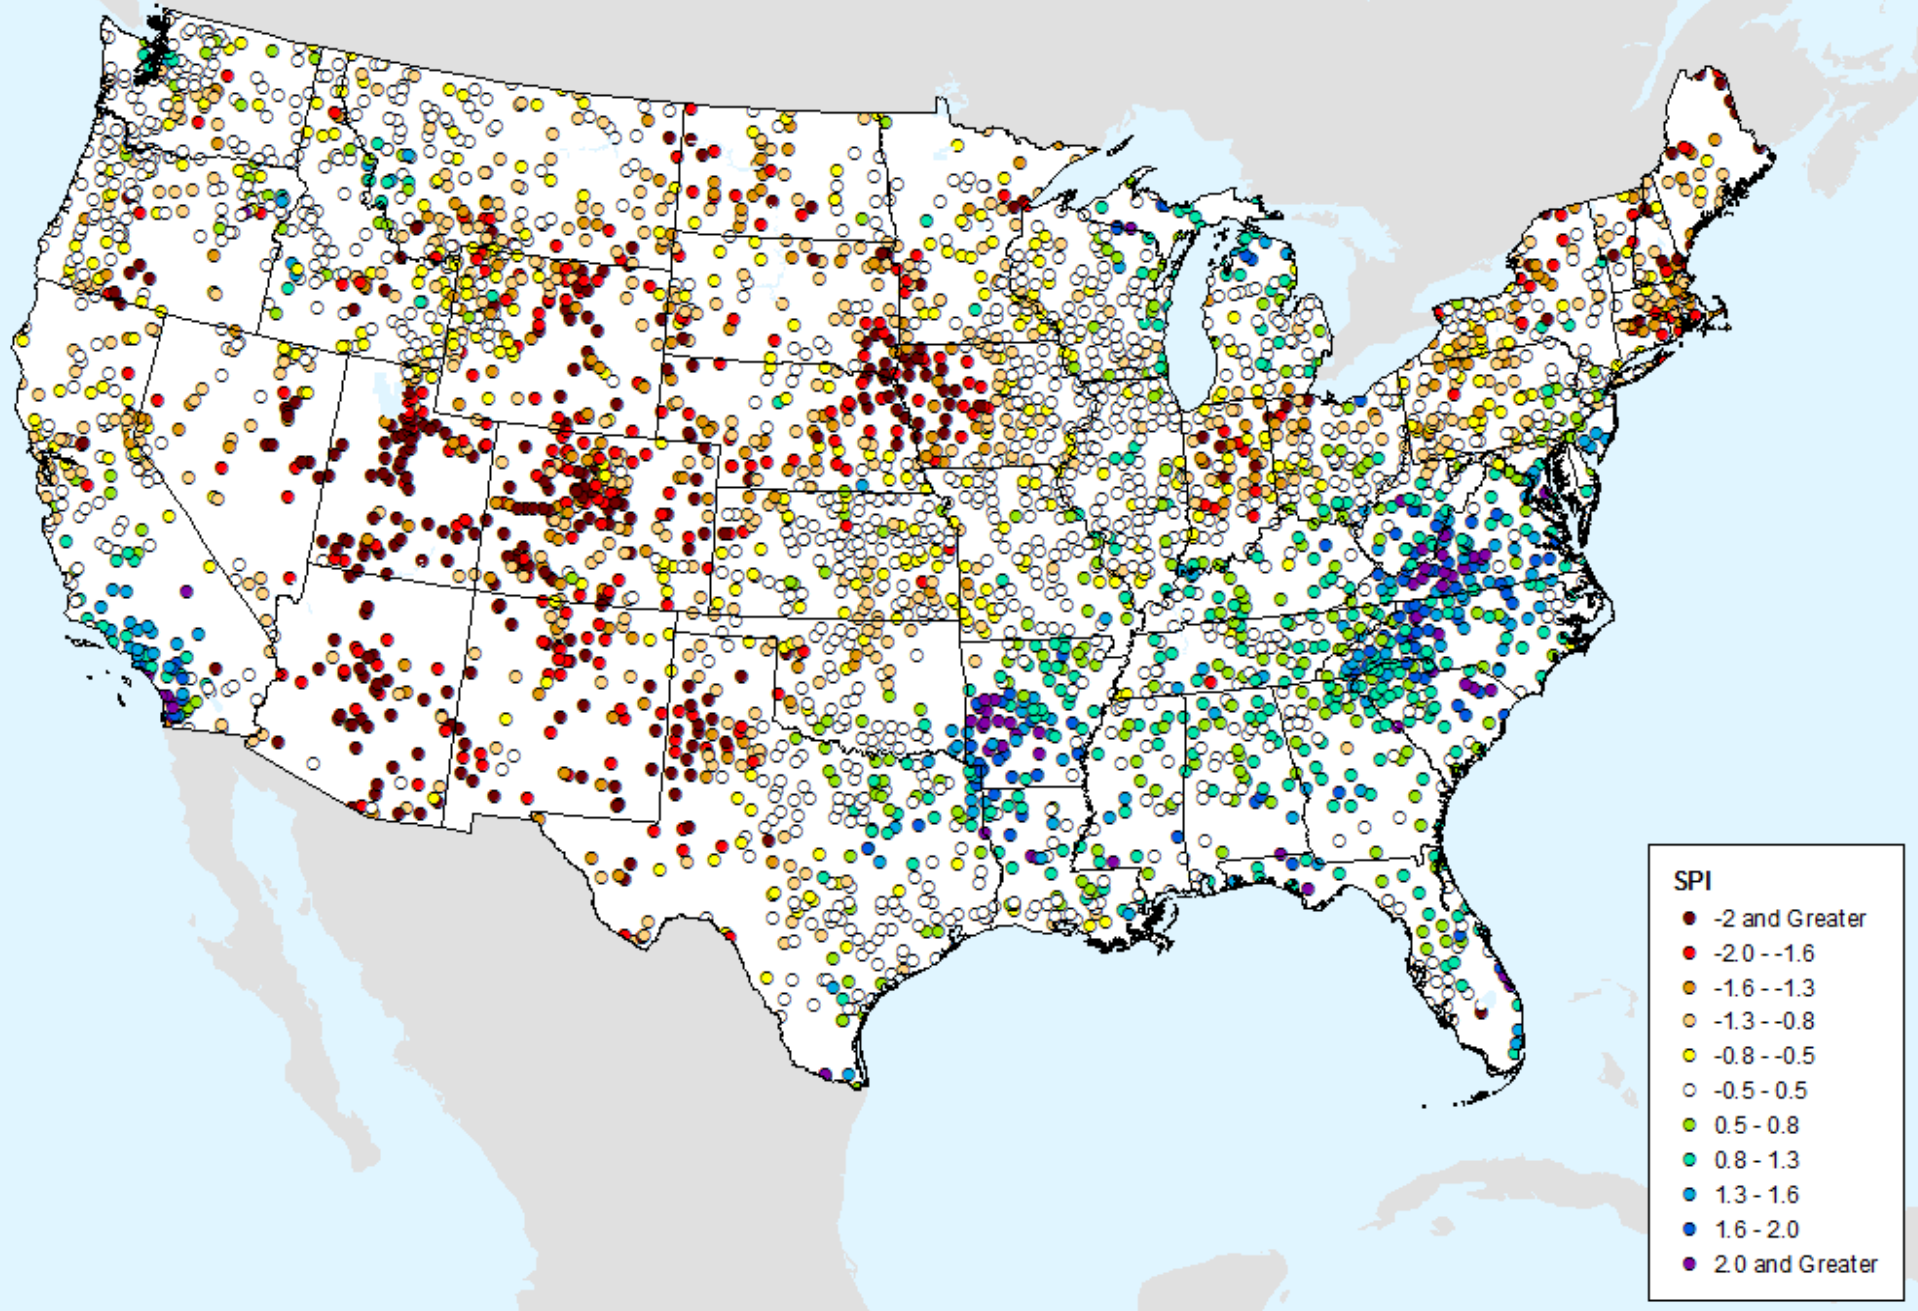 SPI
-2 and Greater
-2.0 - -1.6
-1.6 - -1.3
-1.3 - -0.8
-0.8 - -0.5
-0.5 - 0.5
0.5 - 0.8
0.8 - 1.3
1.3 - 1.6
1.6 - 2.0
2.0 and Greater